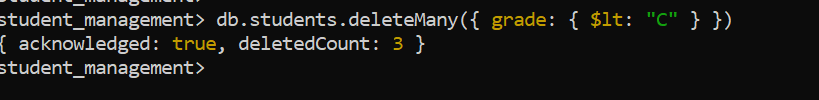 student_management> db.students.deleteMany({ grade: { $lt: "C" } })
{ acknowledged: true, deletedCount: 3 }
student_management>